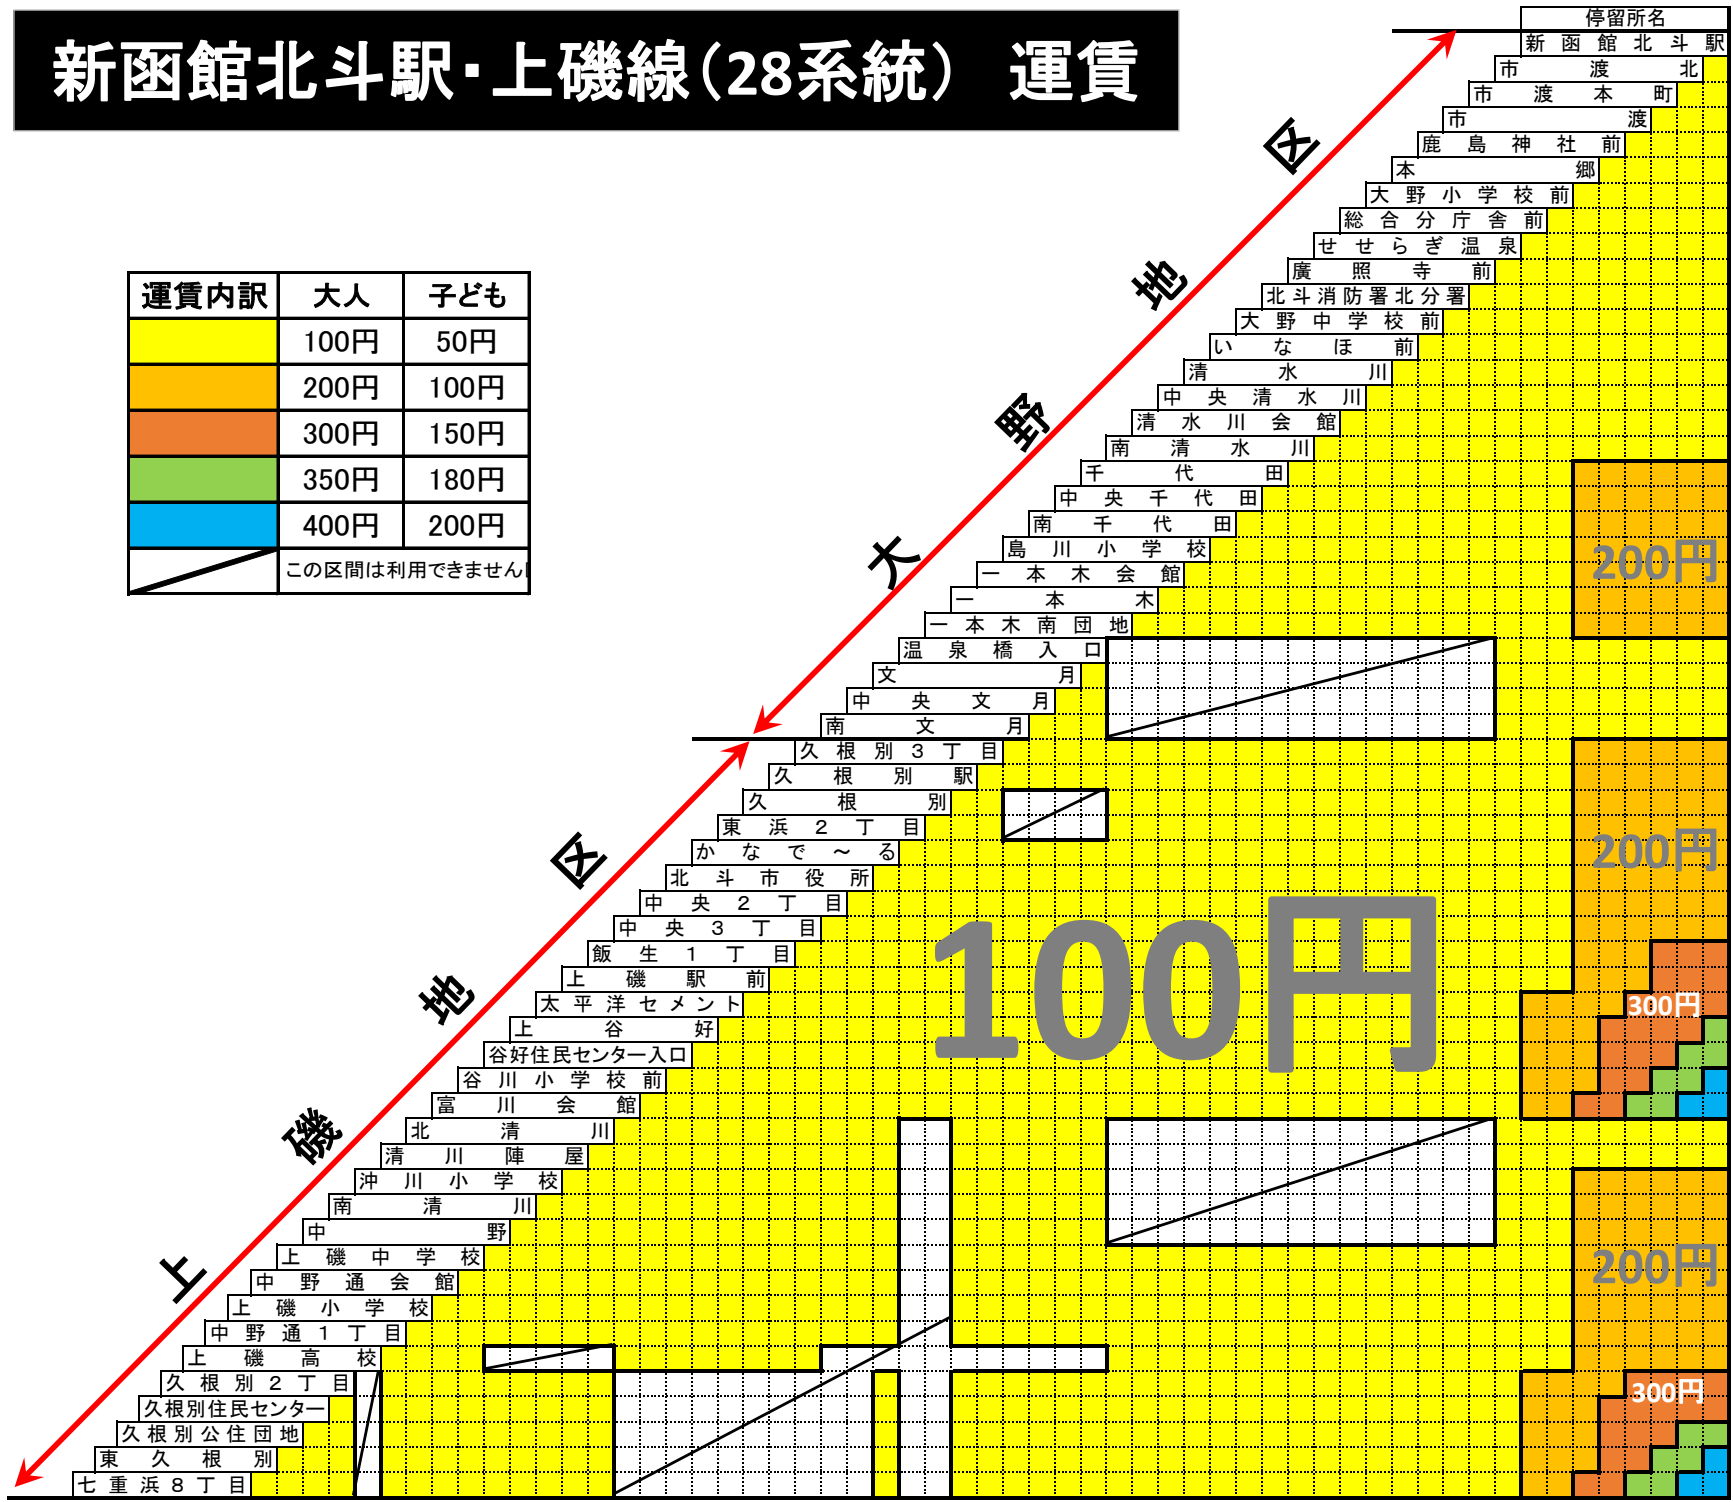 停留所名
新函館北斗駅・上磯線（28系統）　運賃
新函館北斗駅
市渡北
市渡本町
市渡
鹿島神社前
本郷
大野小学校前
総合分庁舎前
せせらぎ温泉
廣照寺前
北斗消防署北分署
大野中学校前
いなほ前
清水川
中央清水川
清水川会館
南清水川
千代田
中央千代田
南千代田
島川小学校
一本木会館
一本木
一本木南団地
温泉橋入口
文月
中央文月
南文月
久根別3丁目
久根別駅
久根別
東浜2丁目
かなで～る
北斗市役所
中央2丁目
中央3丁目
飯生1丁目
上磯駅前
太平洋セメント
上谷好
谷好住民センター入口
谷川小学校前
富川会館
北清川
清川陣屋
沖川小学校
南清川
中野
上磯中学校
中野通会館
上磯小学校
中野通1丁目
上磯高校
久根別2丁目
久根別住民センター
久根別公住団地
東久根別
七重浜8丁目
大野地区
上磯地区
運賃内訳 大人 子ども
100円 50円
200円 100円
300円 150円
350円 180円
400円 200円
この区間は利用できません
200円
200円
100円
300円
200円
300円